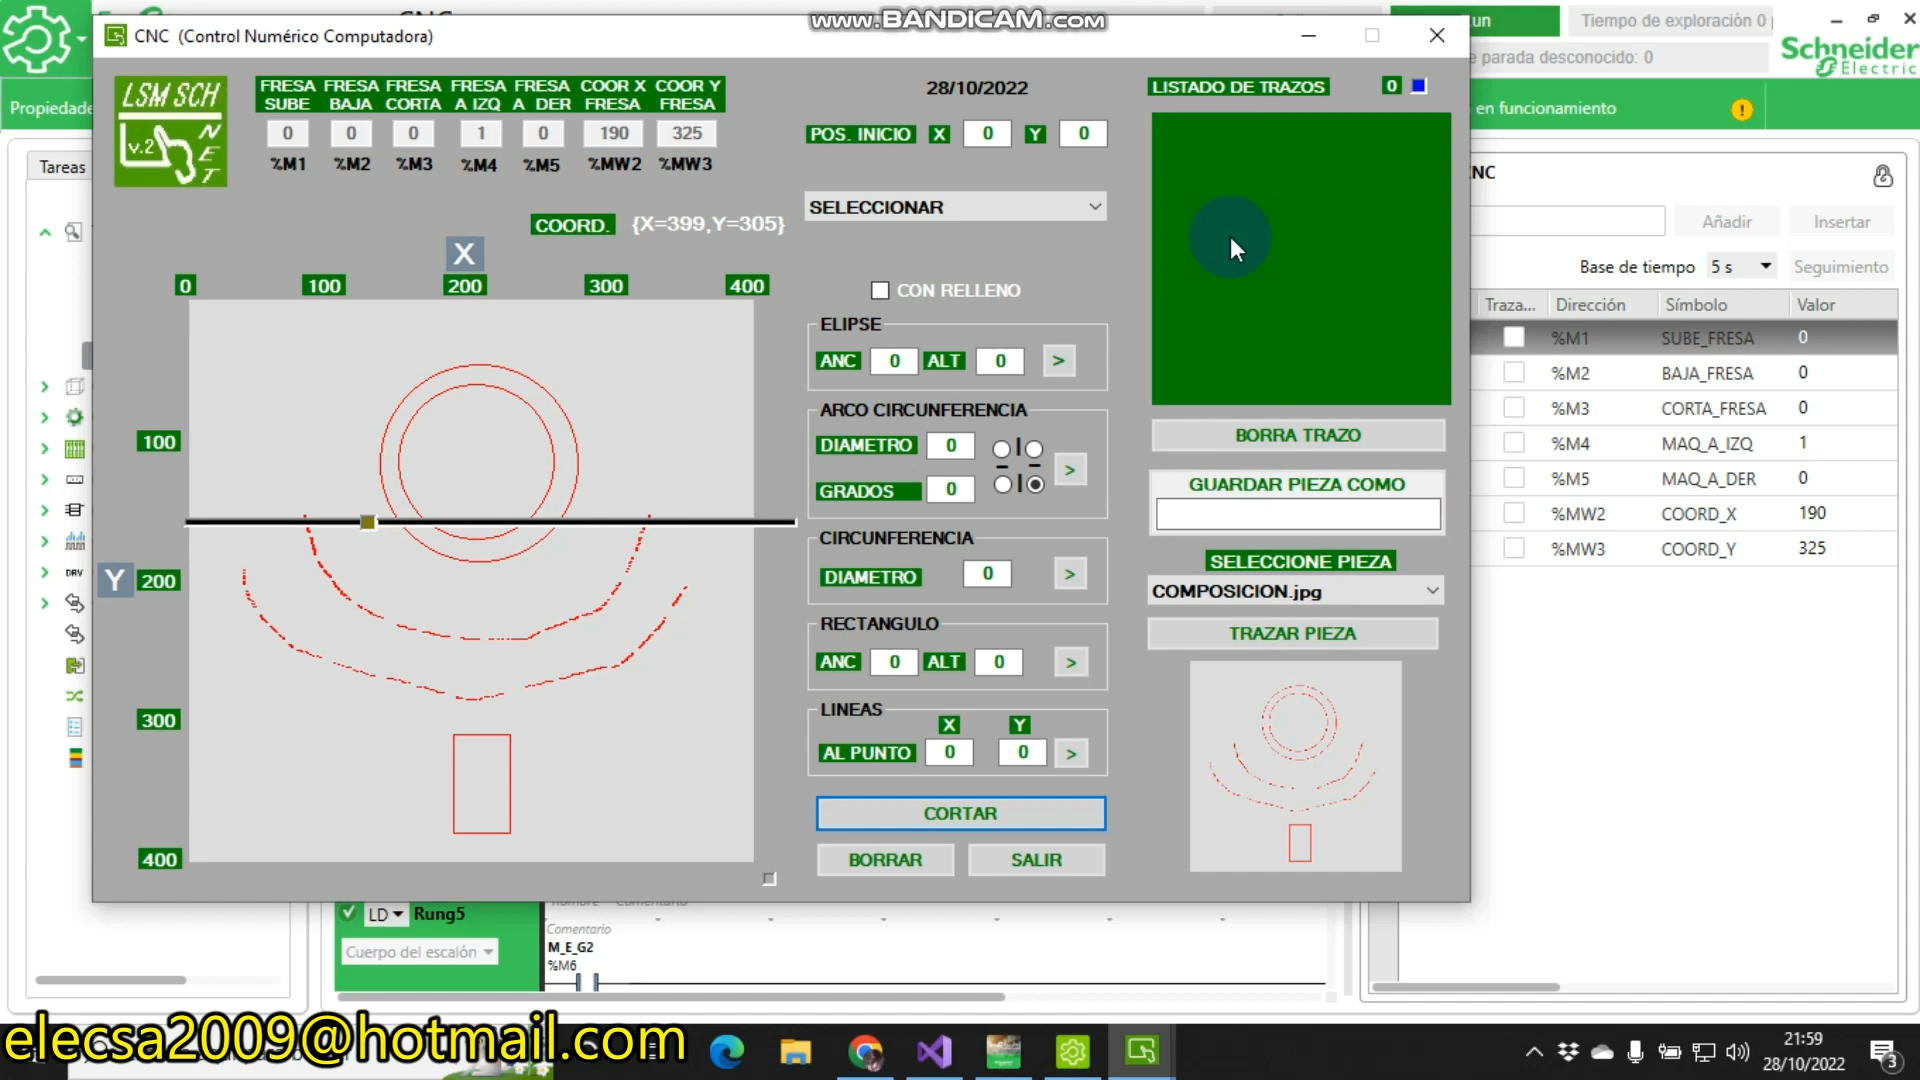 www.BANDICAM.com
CNC (Control Numérico Computadora)
Tiempo de exploración 0
e parada desconocido: 0
Schneider
Electric
Propiedade
en funcionamiento
LSM SCH
v.2
NET
FRESA SUBE
FRESA BAJA
FRESA CORTA
FRESA A IZQ
FRESA A DER
COOR X FRESA
COOR Y FRESA
0 0 0 1 0 190 325
%M1 %M2 %M3 %M4 %M5 %MW2 %MW3
28/10/2022
POS. INICIO X 0 Y 0
LISTADO DE TRAZOS 0
Tareas
SELECCIONAR
COORD. {X=399,Y=305}
X
0 100 200 300 400
Y
100
200
300
400
CON RELLENO
ELIPSE
ANC 0 ALT 0 >
ARCO CIRCUNFERENCIA
DIAMETRO 0
GRADOS 0 >
CIRCUNFERENCIA
DIAMETRO 0 >
RECTANGULO
ANC 0 ALT 0 >
LINEAS
X Y
AL PUNTO 0 0 >
CORTAR
BORRAR SALIR
BORRA TRAZO
GUARDAR PIEZA COMO
SELECCIONE PIEZA
COMPOSICION.jpg
TRAZAR PIEZA
NC
Añadir Insertar
Base de tiempo 5 s Seguimiento
Traza... Dirección Símbolo Valor
%M1 SUBE_FRESA 0
%M2 BAJA_FRESA 0
%M3 CORTA_FRESA 0
%M4 MAQ_A_IZQ 1
%M5 MAQ_A_DER 0
%MW2 COORD_X 190
%MW3 COORD_Y 325
DRV
LD Rung5
Cuerpo del escalón
Comentario
M_E_G2
%M6
elecsa2009@hotmail.com
21:59
28/10/2022
3